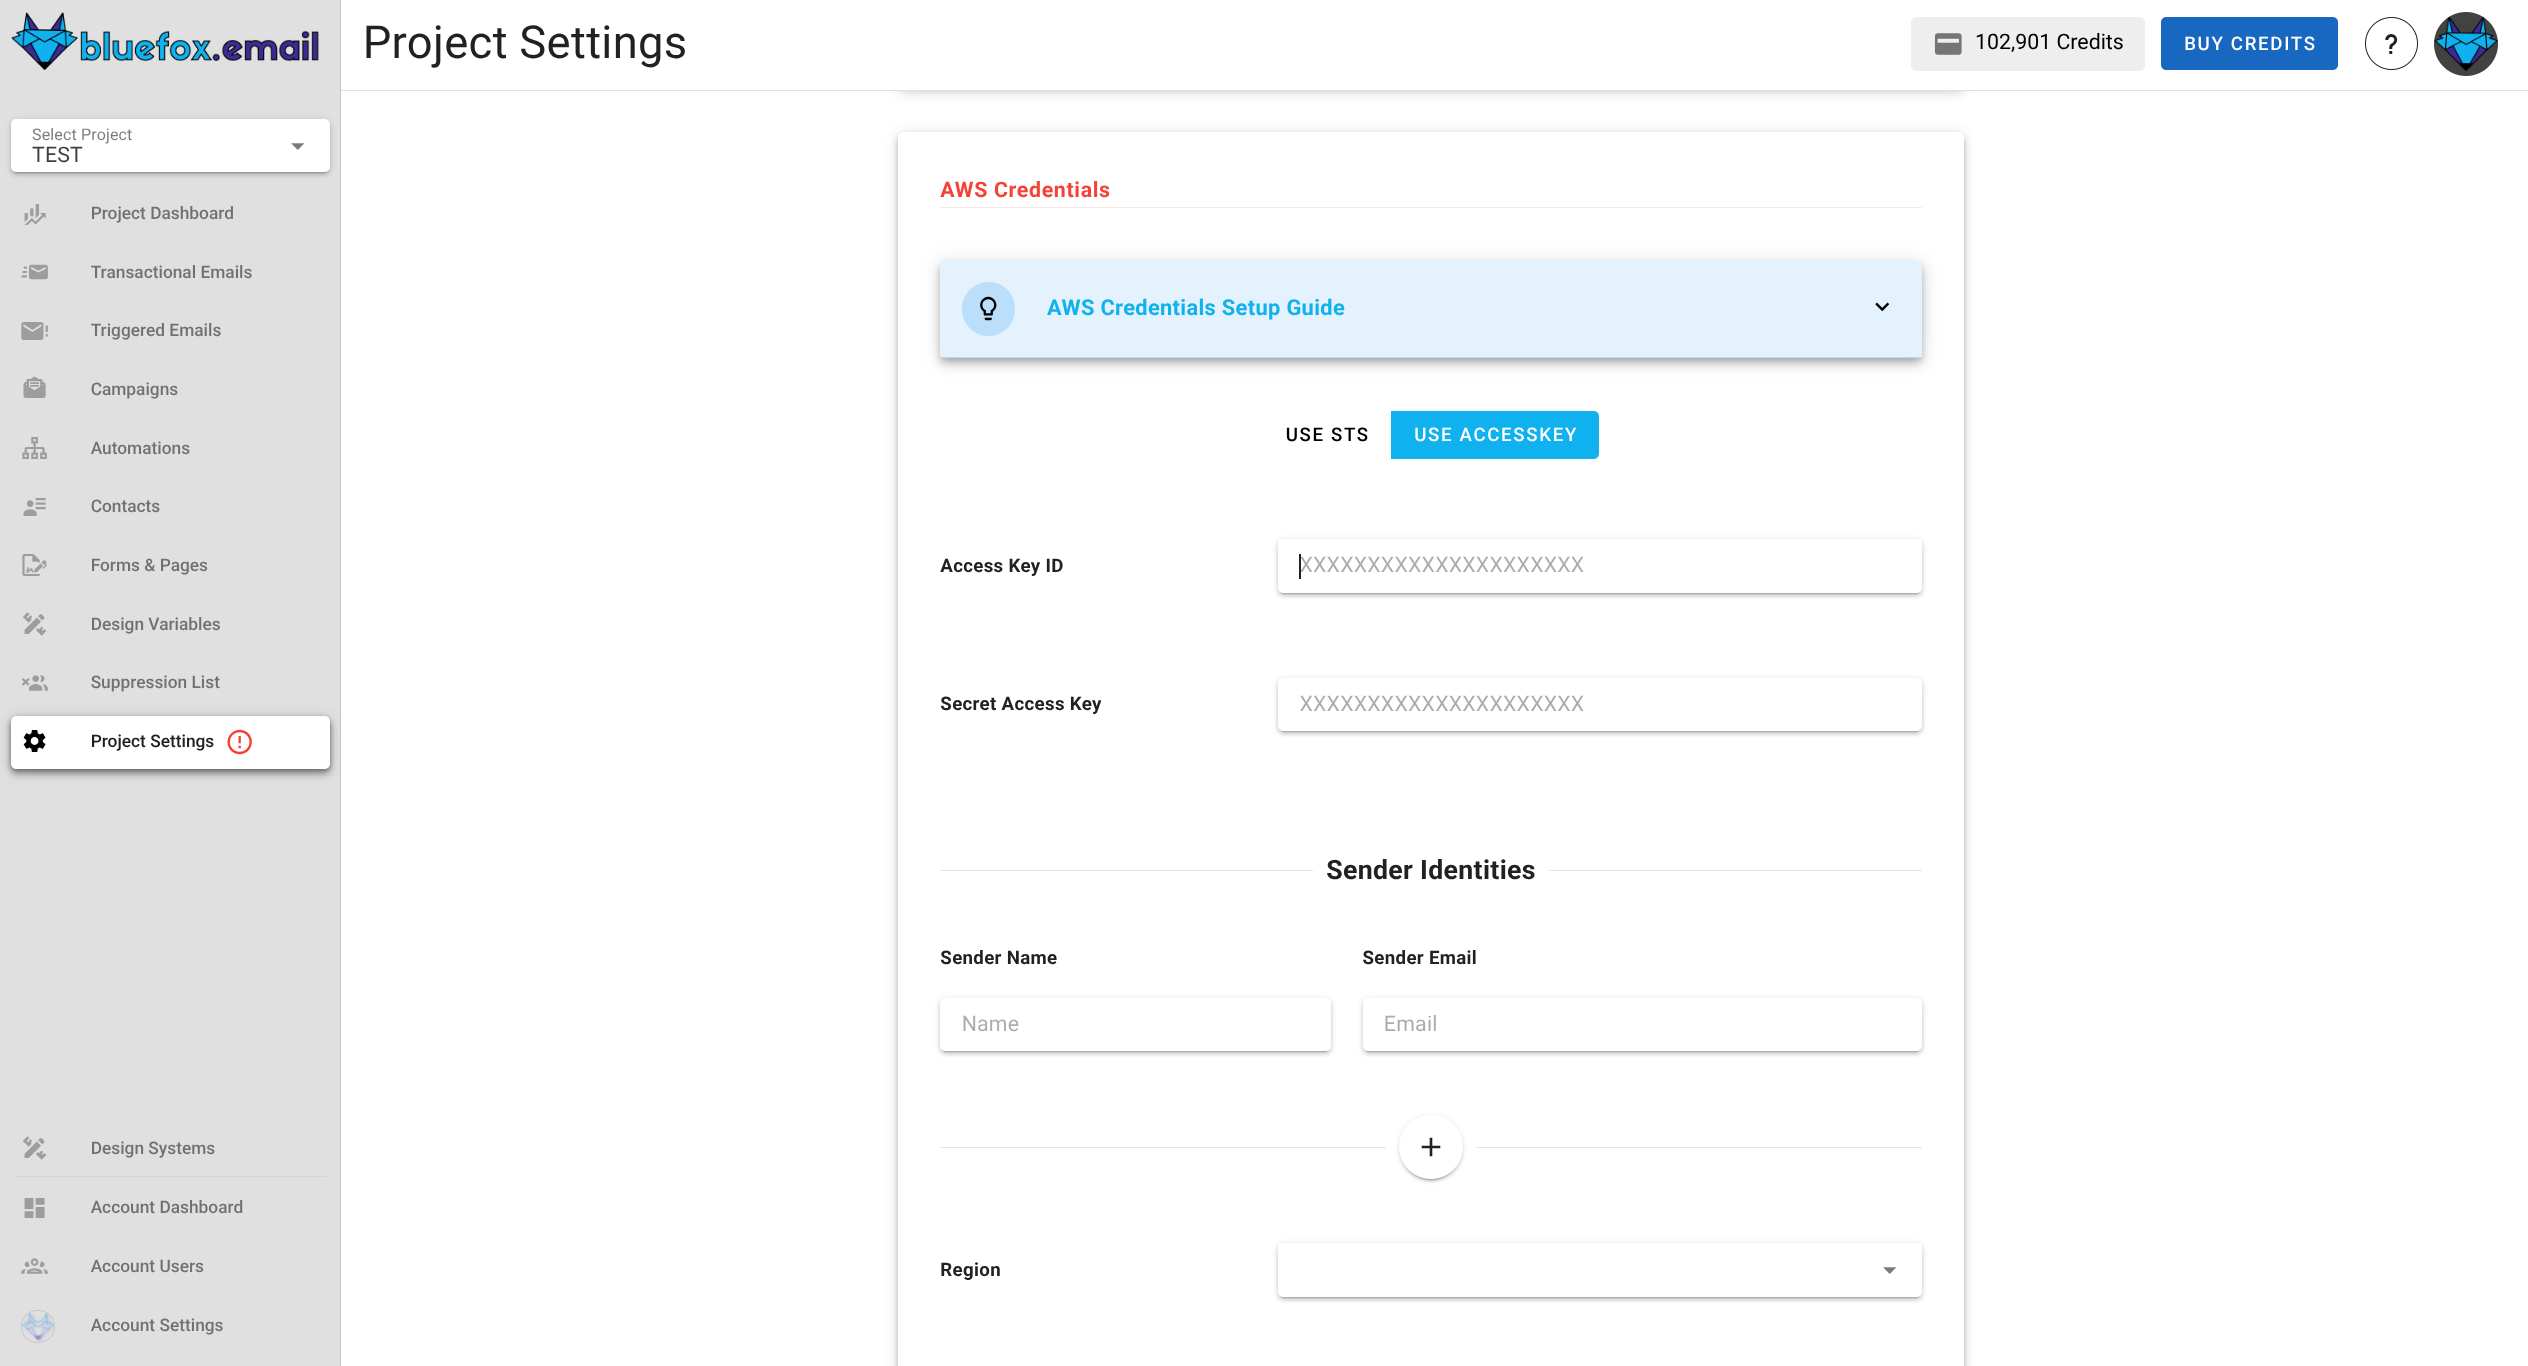 bluefox.email
Project Settings
102,901 Credits
BUY CREDITS
?
Select Project
TEST
Project Dashboard
Transactional Emails
Triggered Emails
Campaigns
Automations
Contacts
Forms & Pages
Design Variables
Suppression List
Project Settings
Design Systems
Account Dashboard
Account Users
Account Settings
AWS Credentials
AWS Credentials Setup Guide
USE STS
USE ACCESSKEY
Access Key ID
XXXXXXXXXXXXXXXXXXXXX
Secret Access Key
XXXXXXXXXXXXXXXXXXXXX
Sender Identities
Sender Name
Sender Email
Name
Email
Region